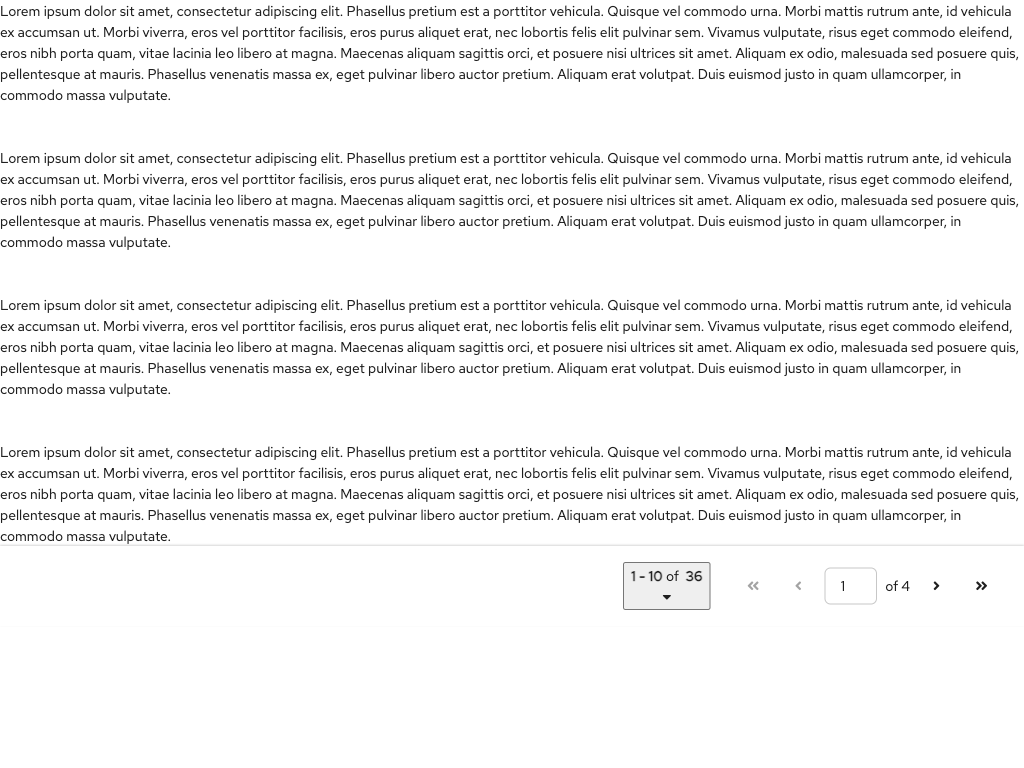 Lorem ipsum dolor sit amet, consectetur adipiscing elit. Phasellus pretium est a porttitor vehicula. Quisque vel commodo urna. Morbi mattis rutrum ante, id vehicula
ex accumsan ut. Morbi viverra, eros vel porttitor facilisis, eros purus aliquet erat, nec lobortis felis elit pulvinar sem. Vivamus vulputate, risus eget commodo eleifend,
eros nibh porta quam, vitae lacinia leo libero at magna. Maecenas aliquam sagittis orci, et posuere nisi ultrices sit amet. Aliquam ex odio, malesuada sed posuere quis,
pellentesque at mauris. Phasellus venenatis massa ex, eget pulvinar libero auctor pretium. Aliquam erat volutpat. Duis euismod justo in quam ullamcorper, in
commodo massa vulputate.
Lorem ipsum dolor sit amet, consectetur adipiscing elit. Phasellus pretium est a porttitor vehicula. Quisque vel commodo urna. Morbi mattis rutrum ante, id vehicula
ex accumsan ut. Morbi viverra, eros vel porttitor facilisis, eros purus aliquet erat, nec lobortis felis elit pulvinar sem. Vivamus vulputate, risus eget commodo eleifend,
eros nibh porta quam, vitae lacinia leo libero at magna. Maecenas aliquam sagittis orci, et posuere nisi ultrices sit amet. Aliquam ex odio, malesuada sed posuere quis,
pellentesque at mauris. Phasellus venenatis massa ex, eget pulvinar libero auctor pretium. Aliquam erat volutpat. Duis euismod justo in quam ullamcorper, in
commodo massa vulputate.
Lorem ipsum dolor sit amet, consectetur adipiscing elit. Phasellus pretium est a porttitor vehicula. Quisque vel commodo urna. Morbi mattis rutrum ante, id vehicula
ex accumsan ut. Morbi viverra, eros vel porttitor facilisis, eros purus aliquet erat, nec lobortis felis elit pulvinar sem. Vivamus vulputate, risus eget commodo eleifend,
eros nibh porta quam, vitae lacinia leo libero at magna. Maecenas aliquam sagittis orci, et posuere nisi ultrices sit amet. Aliquam ex odio, malesuada sed posuere quis,
pellentesque at mauris. Phasellus venenatis massa ex, eget pulvinar libero auctor pretium. Aliquam erat volutpat. Duis euismod justo in quam ullamcorper, in
commodo massa vulputate.
Lorem ipsum dolor sit amet, consectetur adipiscing elit. Phasellus pretium est a porttitor vehicula. Quisque vel commodo urna. Morbi mattis rutrum ante, id vehicula
ex accumsan ut. Morbi viverra, eros vel porttitor facilisis, eros purus aliquet erat, nec lobortis felis elit pulvinar sem. Vivamus vulputate, risus eget commodo eleifend,
eros nibh porta quam, vitae lacinia leo libero at magna. Maecenas aliquam sagittis orci, et posuere nisi ultrices sit amet. Aliquam ex odio, malesuada sed posuere quis,
pellentesque at mauris. Phasellus venenatis massa ex, eget pulvinar libero auctor pretium. Aliquam erat volutpat. Duis euismod justo in quam ullamcorper, in
commodo massa vulputate.
1 - 10 of 36
1 of 4